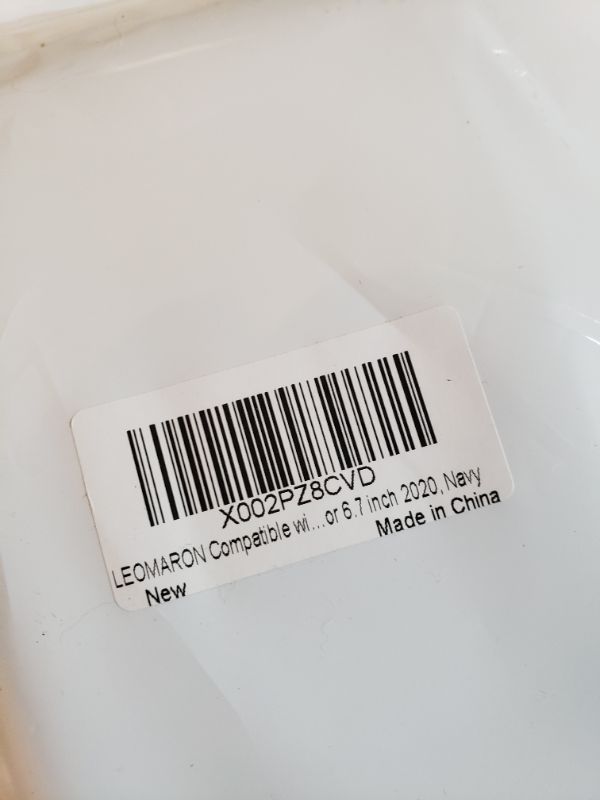 X002PZ8CVD
LEOMARON Compatible wi...or 6.7 inch 2020, Navy
New
Made in China